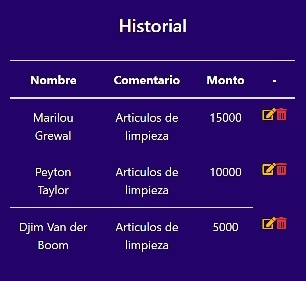 Historial
Nombre Comentario Monto -
Marilou Articulos de 15000
Grewal limpieza
Peyton Articulos de 10000
Taylor limpieza
Djim Van der Articulos de 5000
Boom limpieza